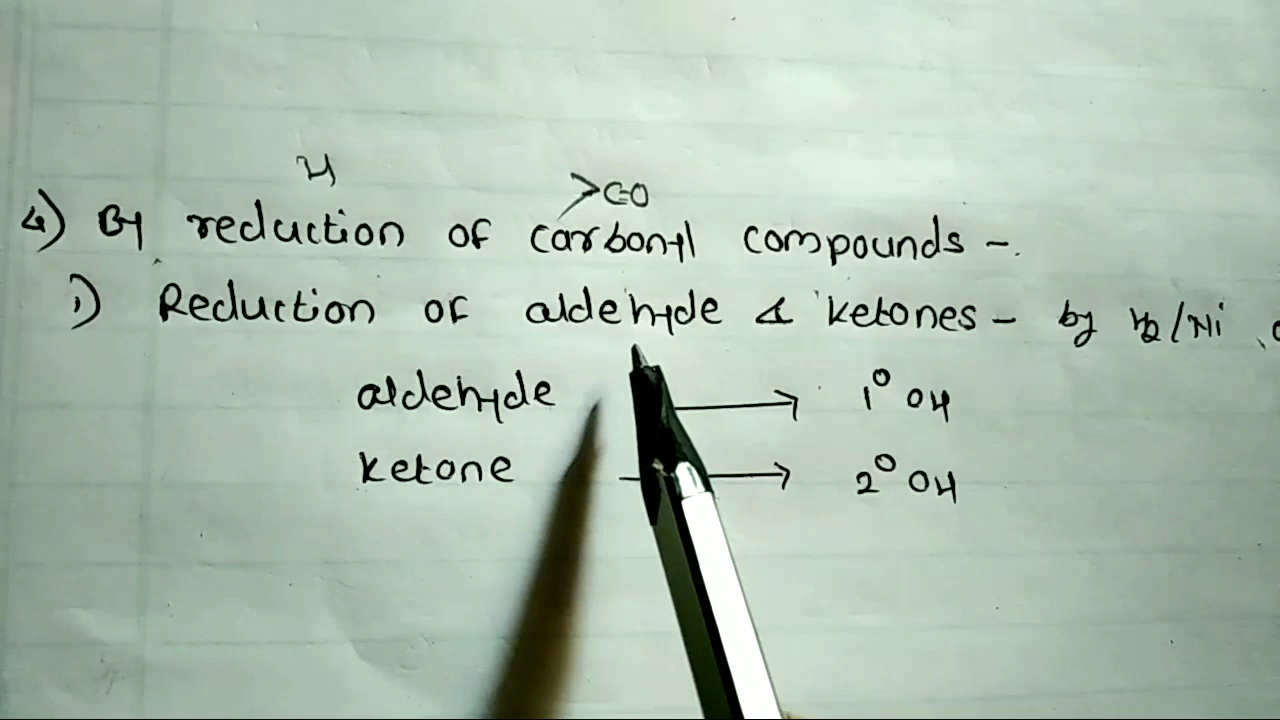 H
>C=O
4) By reduction of carbonyl compounds -.
i) Reduction of aldehyde & ketones - by H2/Ni
aldehyde → 1° OH
ketone → 2° OH